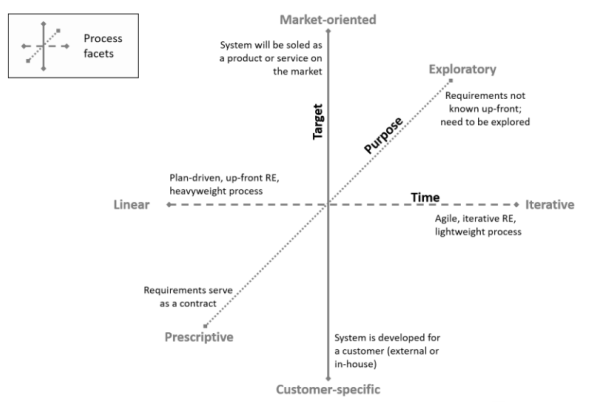 Market-oriented
Process
facets
System will be soled as
a product or service on
the market
Exploratory
Requirements not
known up-front;
need to be explored
Target
Purpose
Plan-driven, up-front RE,
heavyweight process
Linear
Time
Iterative
Agile, iterative RE,
lightweight process
Requirements serve
as a contract
Prescriptive
System is developed for
a customer (external or
in-house)
Customer-specific